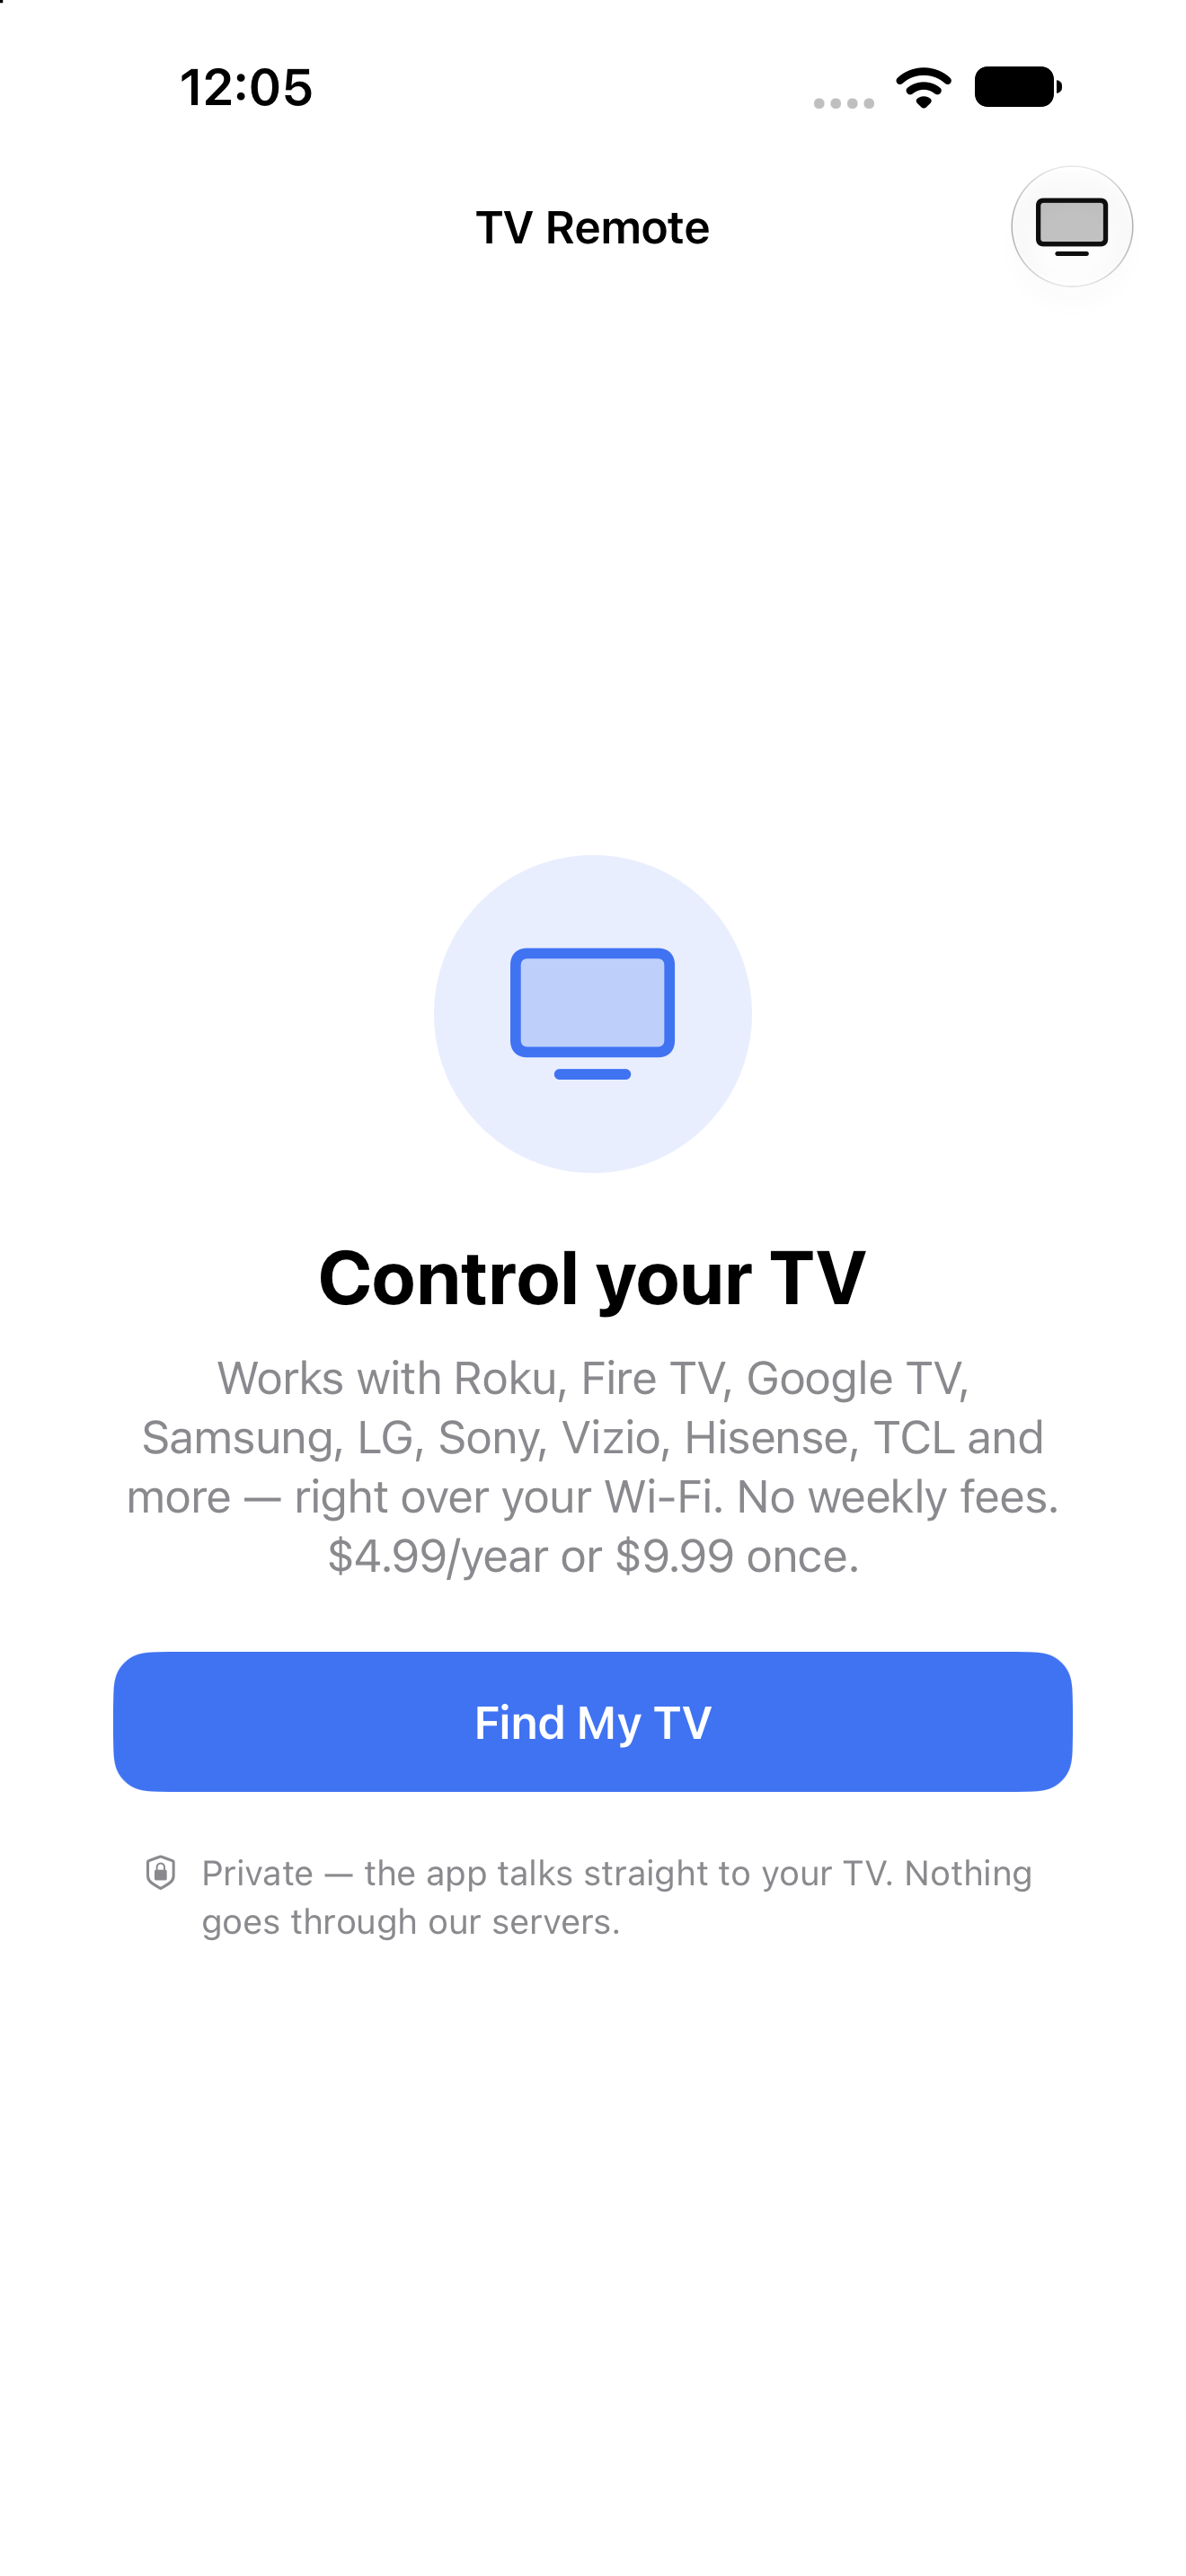 12:05
TV Remote
Control your TV
Works with Roku, Fire TV, Google TV,
Samsung, LG, Sony, Vizio, Hisense, TCL and
more — right over your Wi-Fi. No weekly fees.
$4.99/year or $9.99 once.
Find My TV
Private — the app talks straight to your TV. Nothing
goes through our servers.